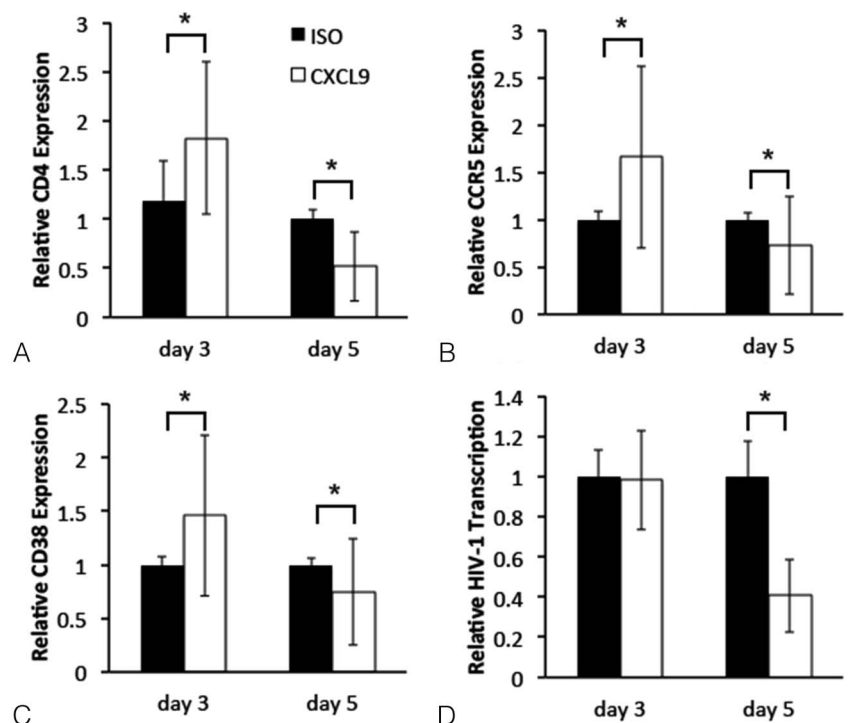 *
*
ISO
CXCL9
3
2.5
2
1.5
1
0.5
0
Relative CD4 Expression
day 3
day 5
A
*
*
3
2.5
2
1.5
1
0.5
0
Relative CCR5 Expression
day 3
day 5
B
*
*
2.5
2
1.5
1
0.5
0
Relative CD38 Expression
day 3
day 5
C
*
1.4
1.2
1
0.8
0.6
0.4
0.2
0
Relative HIV-1 Transcription
day 3
day 5
D